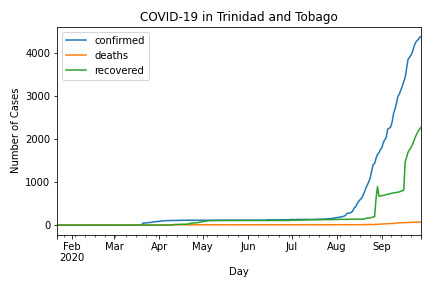 COVID-19 in Trinidad and Tobago
confirmed
deaths
recovered
Number of Cases
4000
3000
2000
1000
0
Feb Mar Apr May Jun Jul Aug Sep
2020
Day